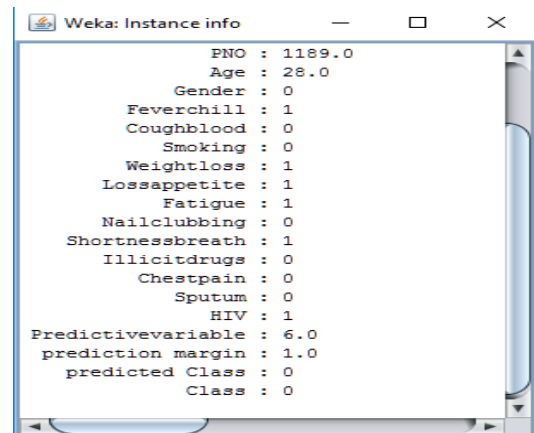 Weka: Instance info
PNO : 1189.0
Age : 28.0
Gender : 0
Feverchill : 1
Coughblood : 0
Smoking : 0
Weightloss : 1
Lossappetite : 1
Fatigue : 1
Nailclubbing : 0
Shortnessbreath : 1
Illicitdrugs : 0
Chestpain : 0
Sputum : 0
HIV : 1
Predictivevariable : 6.0
prediction margin : 1.0
predicted Class : 0
Class : 0